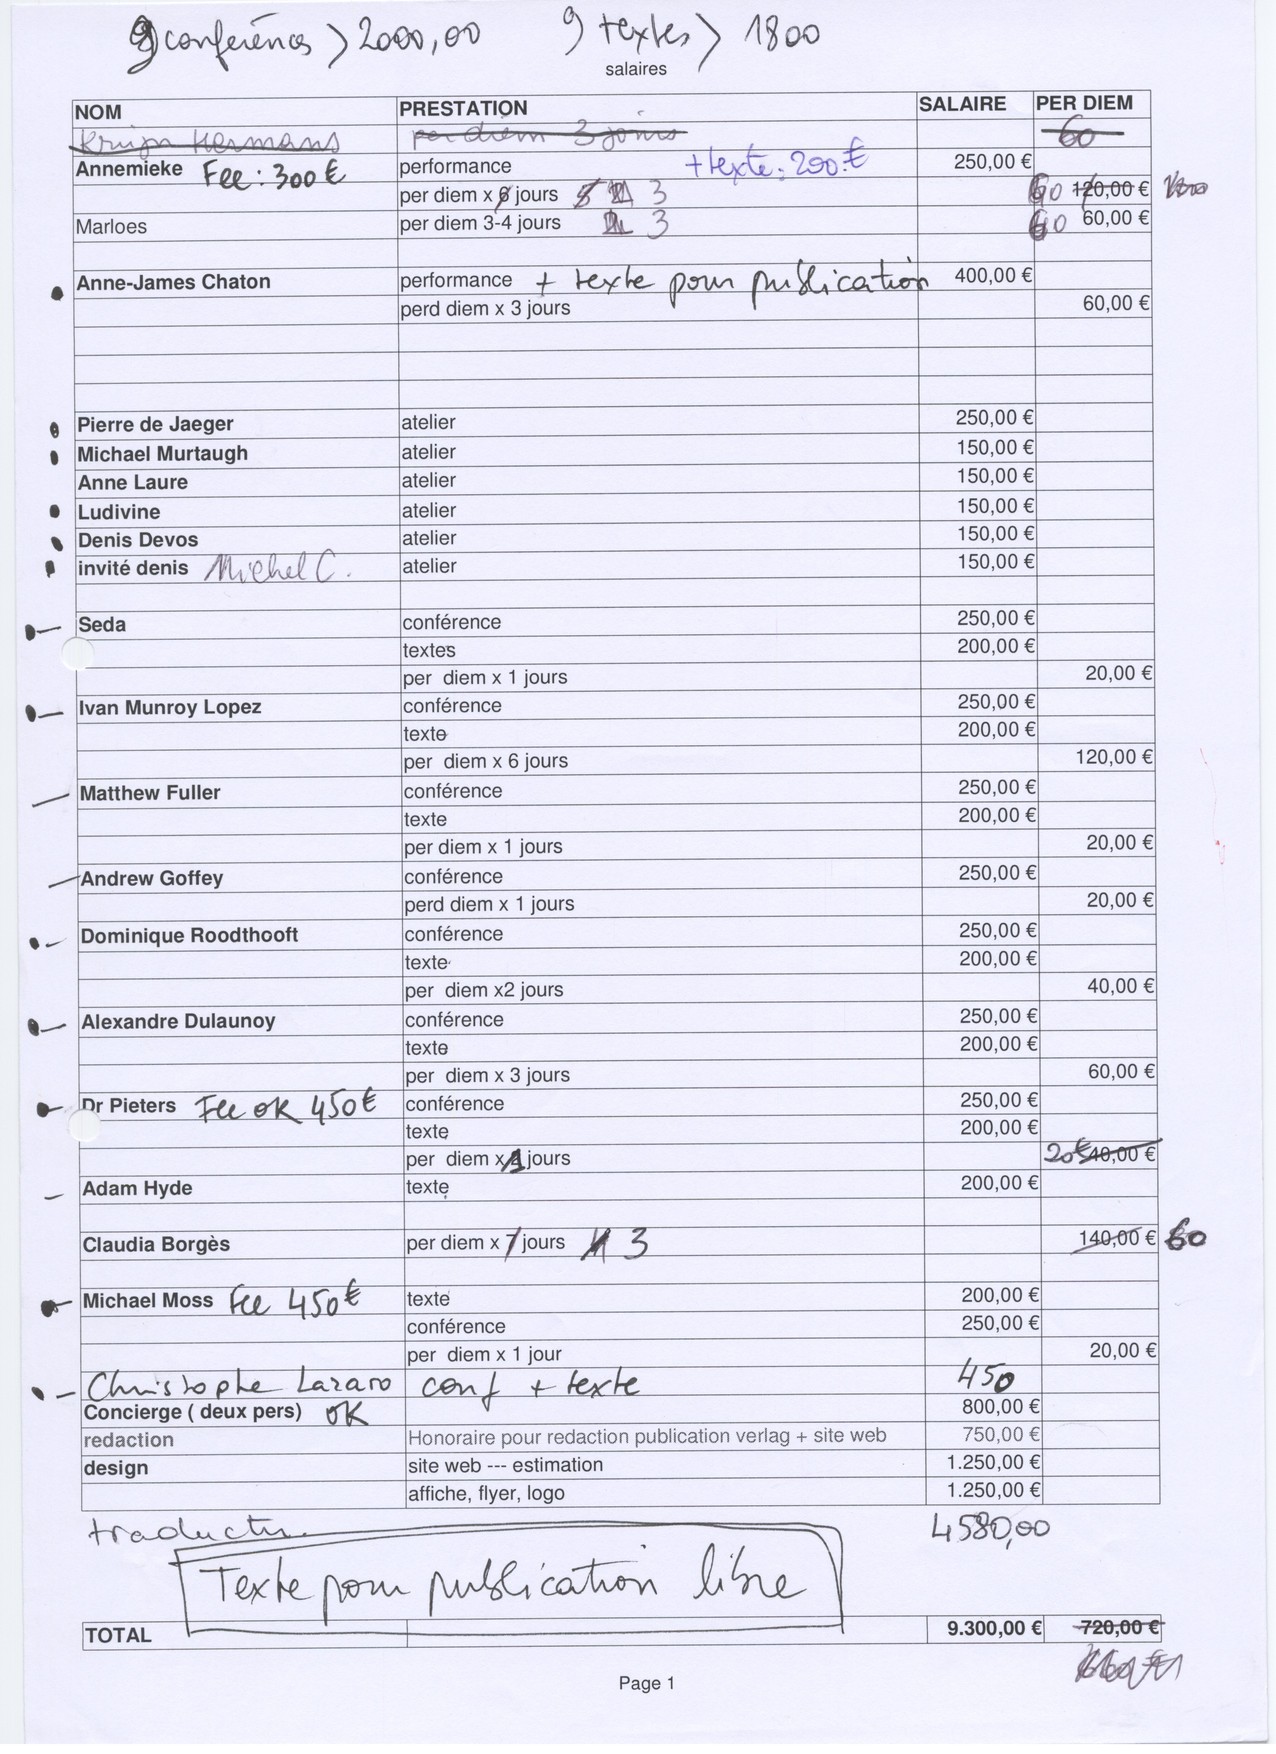 9 conférences > 2000,00 9 textes > 1800
salaires
NOM PRESTATION SALAIRE PER DIEM
Hermans per diem 3 jours 60
Annemieke Fee : 300 € performance + texte : 200 € 250,00 €
per diem x 6 jours 3 60 120,00 €
Marloes per diem 3-4 jours 3 60 60,00 €
Anne-James Chaton performance + texte pour publication 400,00 €
perd diem x 3 jours 60,00 €
Pierre de Jaeger atelier 250,00 €
Michael Murtaugh atelier 150,00 €
Anne Laure atelier 150,00 €
Ludivine atelier 150,00 €
Denis Devos atelier 150,00 €
invité denis Michel C. atelier 150,00 €
Seda conférence 250,00 €
textes 200,00 €
per diem x 1 jours 20,00 €
Ivan Munroy Lopez conférence 250,00 €
texte 200,00 €
per diem x 6 jours 120,00 €
Matthew Fuller conférence 250,00 €
texte 200,00 €
per diem x 1 jours 20,00 €
Andrew Goffey conférence 250,00 €
perd diem x 1 jours 20,00 €
Dominique Roodthooft conférence 250,00 €
texte 200,00 €
per diem x2 jours 40,00 €
Alexandre Dulaunoy conférence 250,00 €
texte 200,00 €
per diem x 3 jours 60,00 €
Dr Pieters Fee OK 450 € conférence 250,00 €
texte 200,00 €
per diem x 1 jours 20 € 40,00 €
Adam Hyde texte 200,00 €
Claudia Borgès per diem x 7 jours 3 140,00 € 60
Michael Moss Fee 450 € texte 200,00 €
conférence 250,00 €
per diem x 1 jour 20,00 €
Christophe Lazaro conf + texte 450
Concierge ( deux pers) OK 800,00 €
redaction Honoraire pour redaction publication verlag + site web 750,00 €
design site web --- estimation 1.250,00 €
affiche, flyer, logo 1.250,00 €
4580,00
Texte pour publication libre
TOTAL 9.300,00 € 720,00 €
Page 1